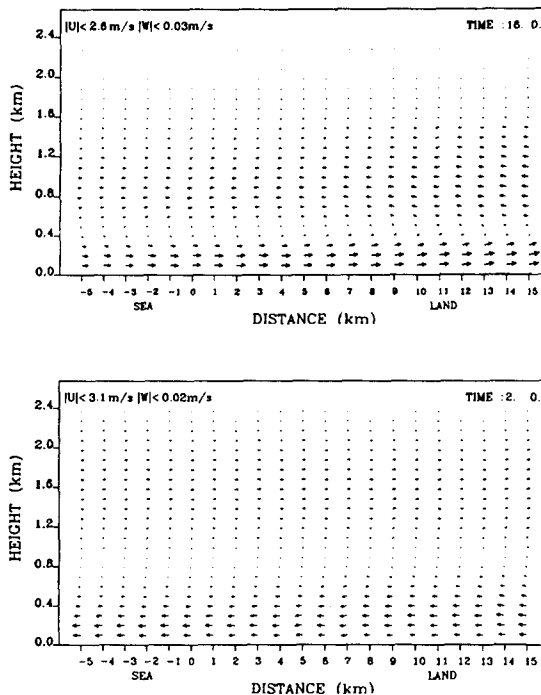 |U|< 2.6 m/s |W|< 0.03m/s TIME :16. 0.
2.4
2.0
1.6
1.2
0.8
0.4
0.0
HEIGHT (km)
-5 -4 -3 -2 -1 0 1 2 3 4 5 6 7 8 9 10 11 12 13 14 15
SEA LAND
DISTANCE (km)
|U|< 3.1 m/s |W|< 0.02m/s TIME :2. 0.
2.4
2.0
1.6
1.2
0.8
0.4
0.0
HEIGHT (km)
-5 -4 -3 -2 -1 0 1 2 3 4 5 6 7 8 9 10 11 12 13 14 15
SEA LAND
DISTANCE (km)